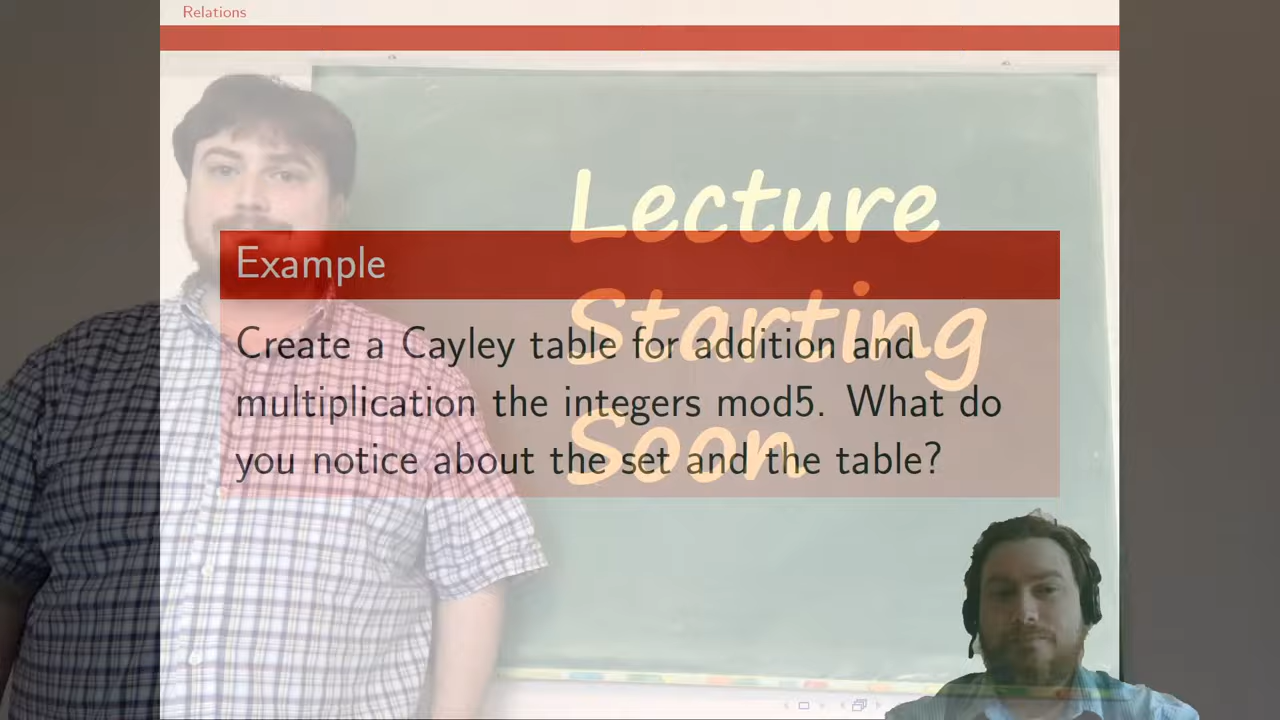 Relations
Lecture
Starting
Soon
Example
Create a Cayley table for addition and
multiplication the integers mod5. What do
you notice about the set and the table?